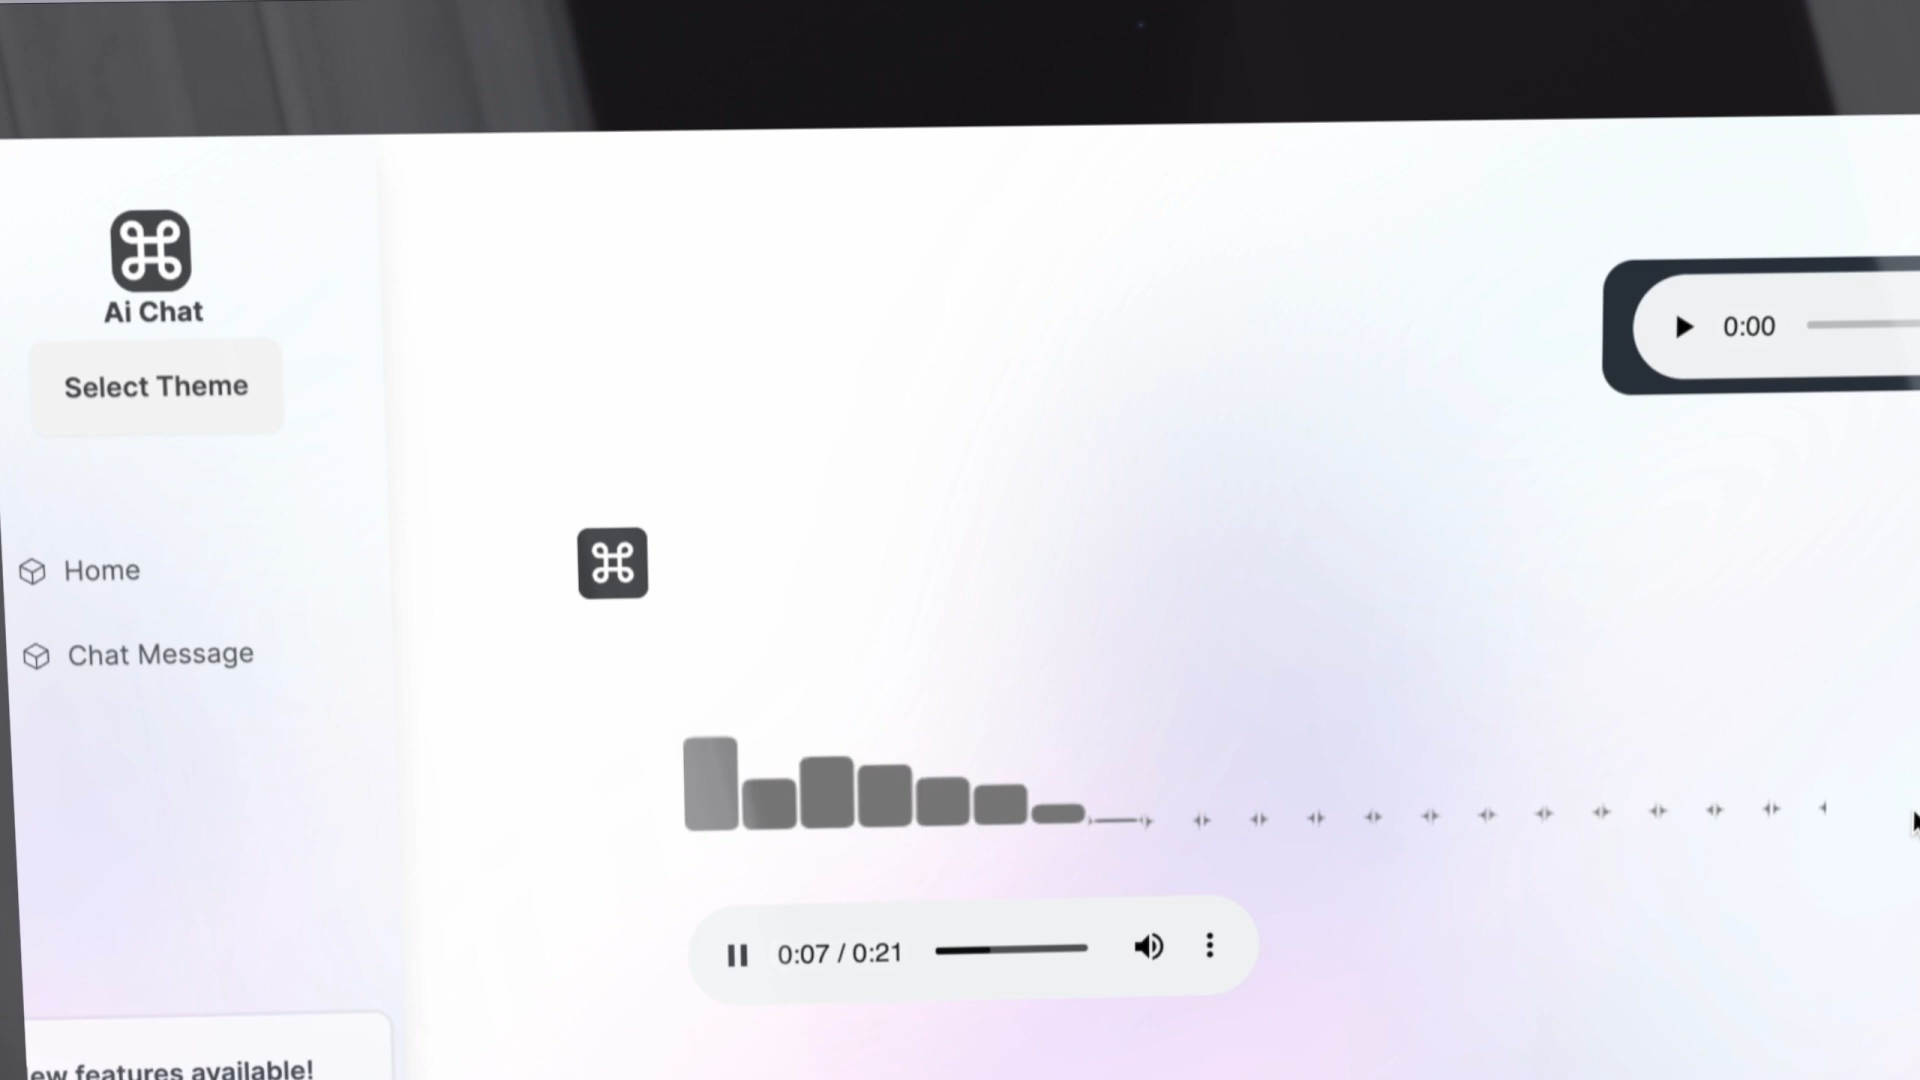 Ai Chat
Select Theme
Home
Chat Message
ew features available!
0:00
0:07 / 0:21